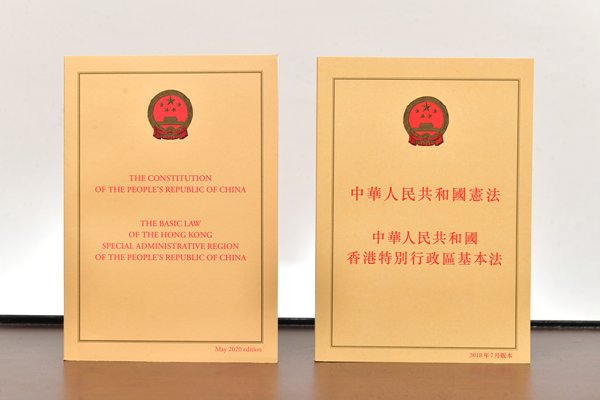 THE CONSTITUTION
OF THE PEOPLE'S REPUBLIC OF CHINA
THE BASIC LAW
OF THE HONG KONG
SPECIAL ADMINISTRATIVE REGION
OF THE PEOPLE'S REPUBLIC OF CHINA
May 2020 edition
中華人民共和國憲法
中華人民共和國
香港特別行政區基本法
2018年7月版本